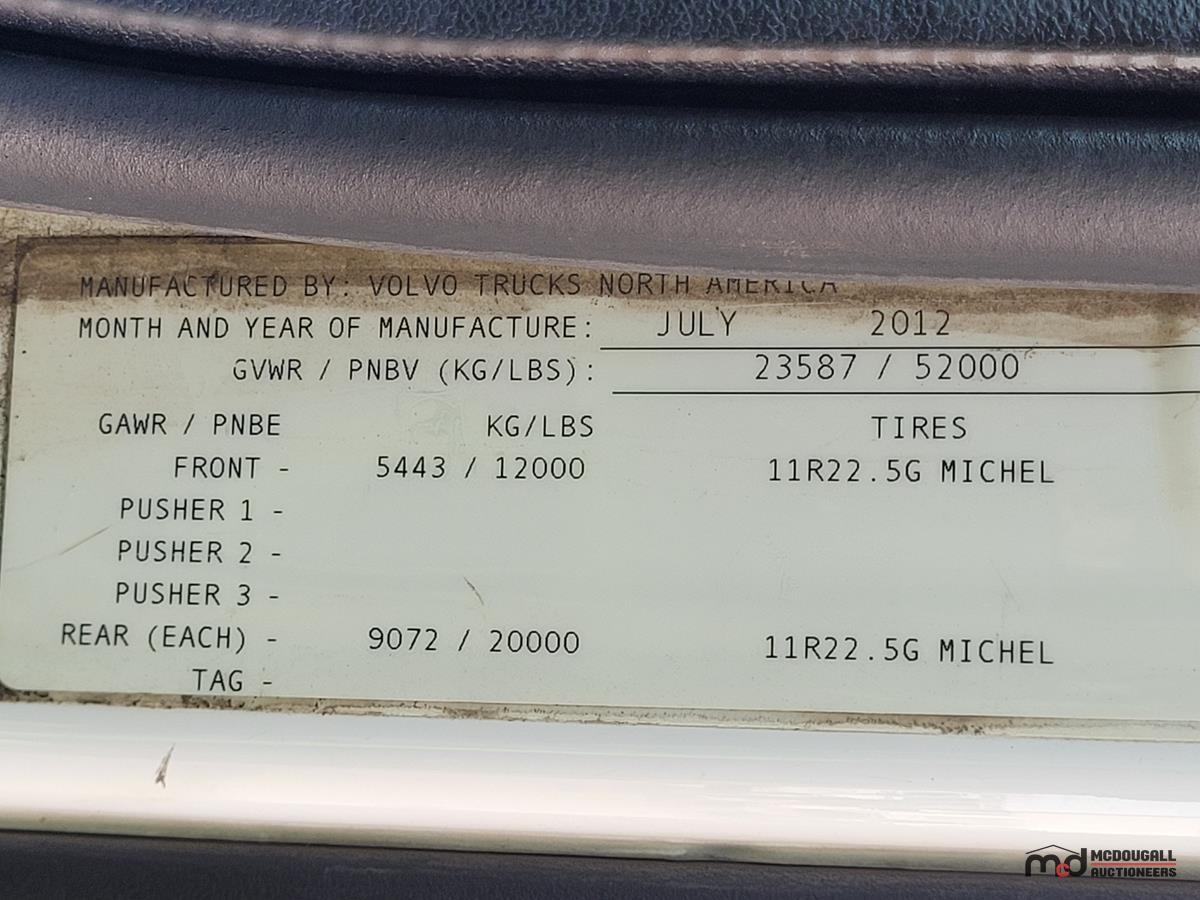 MANUFACTURED BY: VOLVO TRUCKS NORTH AMERICA
MONTH AND YEAR OF MANUFACTURE: JULY 2012
GVWR / PNBV (KG/LBS): 23587 / 52000
GAWR / PNBE KG/LBS TIRES
FRONT - 5443 / 12000 11R22.5G MICHEL
PUSHER 1 -
PUSHER 2 -
PUSHER 3 -
REAR (EACH) - 9072 / 20000 11R22.5G MICHEL
TAG -
mcd MCDOUGALL
AUCTIONEERS